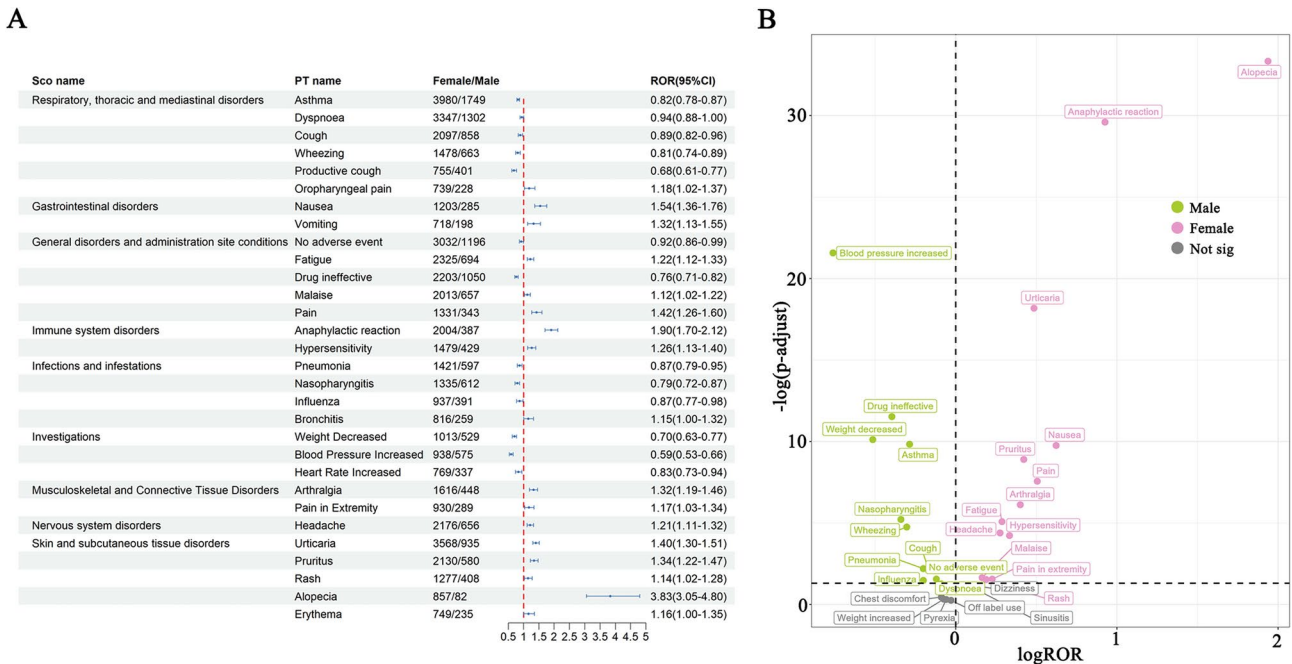 A
Sco name PT name Female/Male ROR(95%CI)
Respiratory, thoracic and mediastinal disorders Asthma 3980/1749 0.82(0.78-0.87)
Dyspnoea 3347/1302 0.94(0.88-1.00)
Cough 2097/858 0.89(0.82-0.96)
Wheezing 1478/663 0.81(0.74-0.89)
Productive cough 755/401 0.68(0.61-0.77)
Oropharyngeal pain 739/228 1.18(1.02-1.37)
Gastrointestinal disorders Nausea 1203/285 1.54(1.36-1.76)
Vomiting 718/198 1.32(1.13-1.55)
General disorders and administration site conditions No adverse event 3032/1196 0.92(0.86-0.99)
Fatigue 2325/694 1.22(1.12-1.33)
Drug ineffective 2203/1050 0.76(0.71-0.82)
Malaise 2013/657 1.12(1.02-1.22)
Pain 1331/343 1.42(1.26-1.60)
Immune system disorders Anaphylactic reaction 2004/387 1.90(1.70-2.12)
Hypersensitivity 1479/429 1.26(1.13-1.40)
Infections and infestations Pneumonia 1421/597 0.87(0.79-0.95)
Nasopharyngitis 1335/612 0.79(0.72-0.87)
Influenza 937/391 0.87(0.77-0.98)
Bronchitis 816/259 1.15(1.00-1.32)
Investigations Weight Decreased 1013/529 0.70(0.63-0.77)
Blood Pressure Increased 938/575 0.59(0.53-0.66)
Heart Rate Increased 769/337 0.83(0.73-0.94)
Musculoskeletal and Connective Tissue Disorders Arthralgia 1616/448 1.32(1.19-1.46)
Pain in Extremity 930/289 1.17(1.03-1.34)
Nervous system disorders Headache 2176/656 1.21(1.11-1.32)
Skin and subcutaneous tissue disorders Urticaria 3568/935 1.40(1.30-1.51)
Pruritus 2130/580 1.34(1.22-1.47)
Rash 1277/408 1.14(1.02-1.28)
Alopecia 857/82 3.83(3.05-4.80)
Erythema 749/235 1.16(1.00-1.35)
0.5 1 1.5 2 2.5 3 3.5 4 4.5 5
B
-log(p-adjust)
30
20
10
0
Alopecia
Anaphylactic reaction
Male
Female
Not sig
Blood pressure increased
Urticaria
Drug ineffective
Weight decreased
Nausea
Asthma
Pruritus
Pain
Arthralgia
Nasopharyngitis
Fatigue
Wheezing
Headache
Hypersensitivity
Cough
Malaise
Pneumonia
No adverse event
Pain in extremity
Influenza
Dyspnoea
Dizziness
Chest discomfort
Rash
Off label use
Weight increased
Pyrexia
Sinusitis
0 1 2
logROR